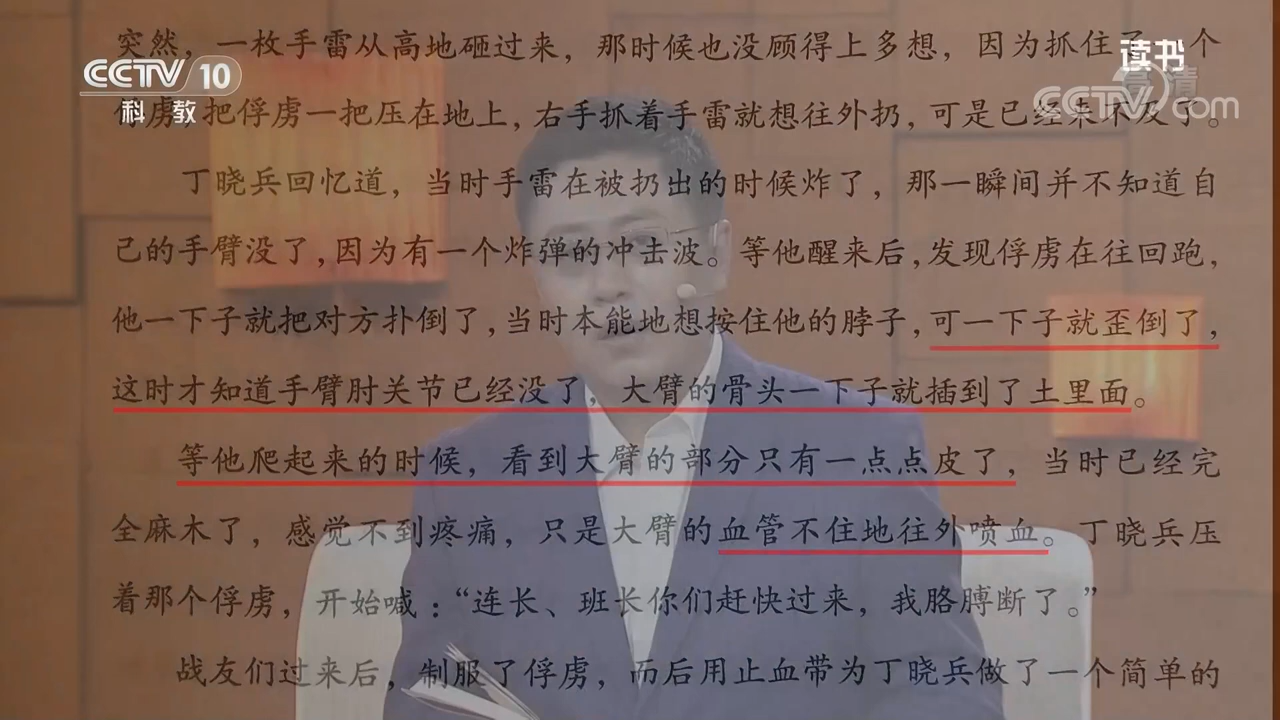 突然，一枚手雷从高地砸过来，那时候也没顾得上多想，因为抓住了一个
俘虏，把俘虏一把压在地上，右手抓着手雷就想往外扔，可是已经来不及了。
丁晓兵回忆道，当时手雷在被扔出的时候炸了，那一瞬间并不知道自
己的手臂没了，因为有一个炸弹的冲击波。等他醒来后，发现俘虏在往回跑，
他一下子就把对方扑倒了，当时本能地想按住他的脖子，可一下子就歪倒了，
这时才知道手臂肘关节已经没了，大臂的骨头一下子就插到了土里面。
等他爬起来的时候，看到大臂的部分只有一点点皮了，当时已经完
全麻木了，感觉不到疼痛，只是大臂的血管不住地往外喷血。丁晓兵压
着那个俘虏，开始喊：“连长、班长你们赶快过来，我胳膊断了。”
战友们过来后，制服了俘虏，而后用止血带为丁晓兵做了一个简单的
CCTV 10
科教
读书
高清
CCTV.com